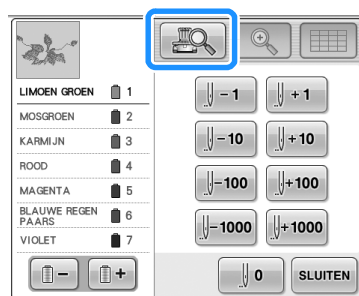 LIMOEN GROEN 1
MOSGROEN 2
KARMIJN 3
ROOD 4
MAGENTA 5
BLAUWE REGEN
PAARS 6
VIOLET 7
− +
− 1 + 1
− 10 + 10
−100 +100
−1000 +1000
0 SLUITEN